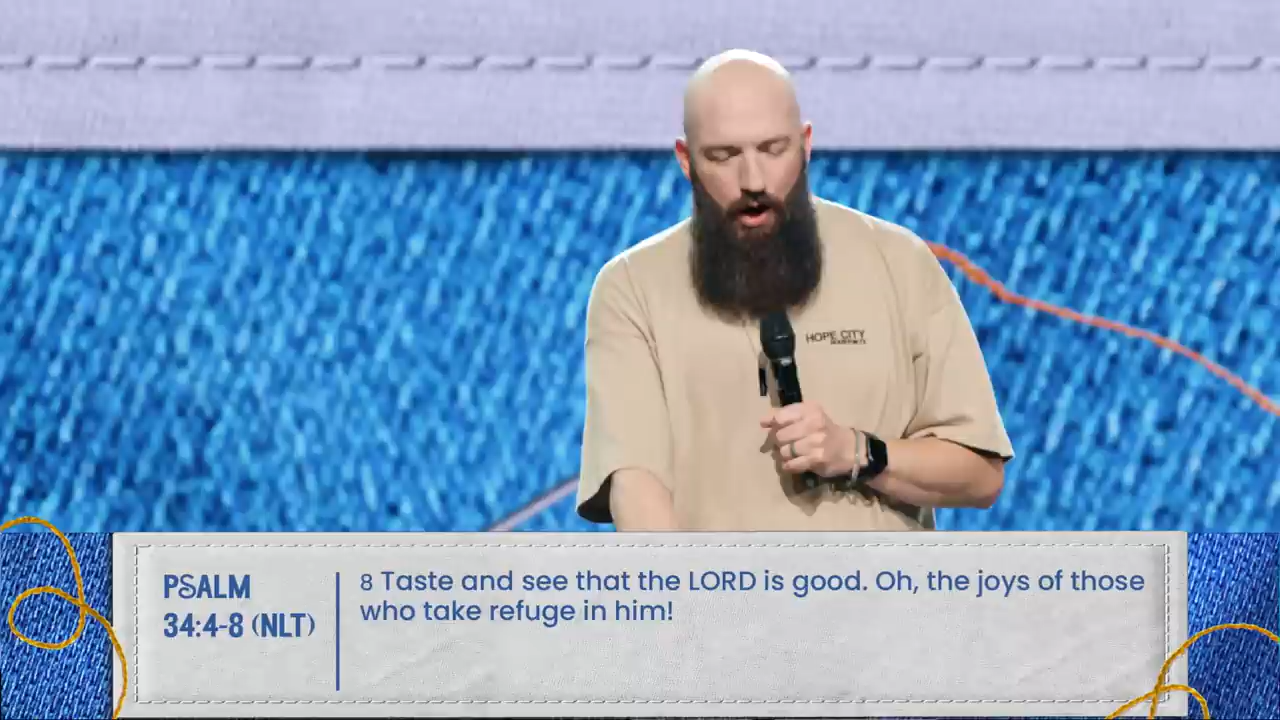 HOPE CITY
PSALM
34:4-8 (NLT)
8 Taste and see that the LORD is good. Oh, the joys of those
who take refuge in him!